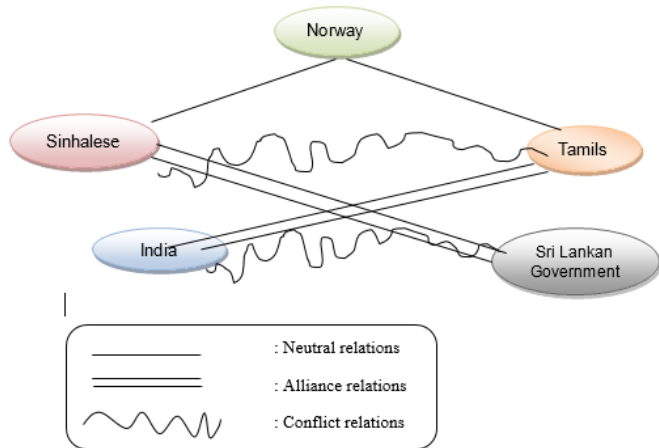 Norway
Sinhalese
Tamils
India
Sri Lankan
Government
: Neutral relations
: Alliance relations
: Conflict relations